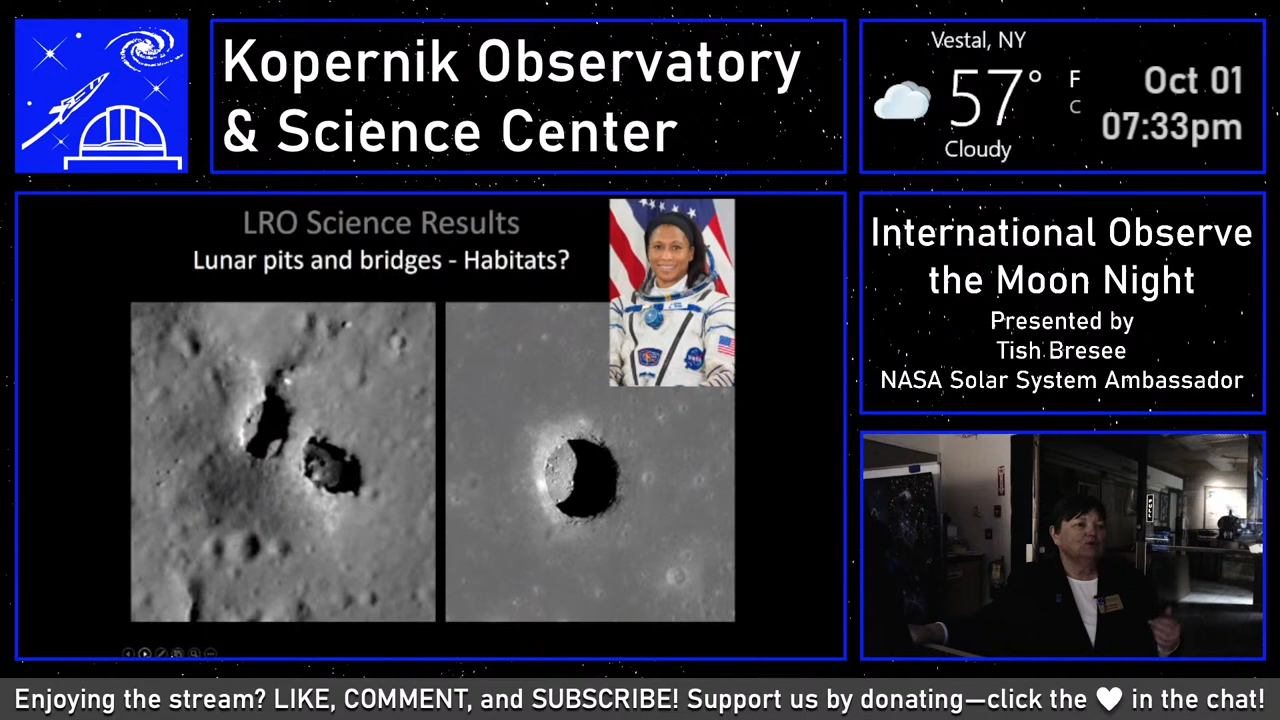 Kopernik Observatory
& Science Center
Vestal, NY
57° F
C
Cloudy
Oct 01
07:33pm
LRO Science Results
Lunar pits and bridges - Habitats?
International Observe
the Moon Night
Presented by
Tish Bresee
NASA Solar System Ambassador
PULL
Enjoying the stream? LIKE, COMMENT, and SUBSCRIBE! Support us by donating—click the ♥ in the chat!